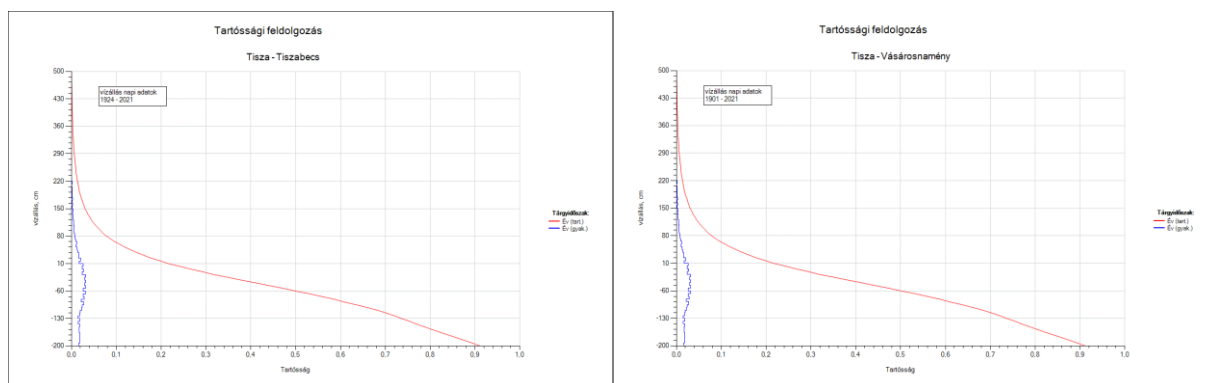 Tartóssági feldolgozás
Tisza - Tiszabecs
500
430
360
290
220
150
80
10
-60
-130
-200
vízállás, cm
vízállás napi adatok
1924 - 2021
0.0 0.1 0.2 0.3 0.4 0.5 0.6 0.7 0.8 0.9 1.0
Tartósság
Tárgyidőszak:
Év (tart.)
Év (gyak.)
Tartóssági feldolgozás
Tisza - Vásárosnamény
500
430
360
290
220
150
80
10
-60
-130
-200
vízállás, cm
vízállás napi adatok
1901 - 2021
0.0 0.1 0.2 0.3 0.4 0.5 0.6 0.7 0.8 0.9 1.0
Tartósság
Tárgyidőszak:
Év (tart.)
Év (gyak.)